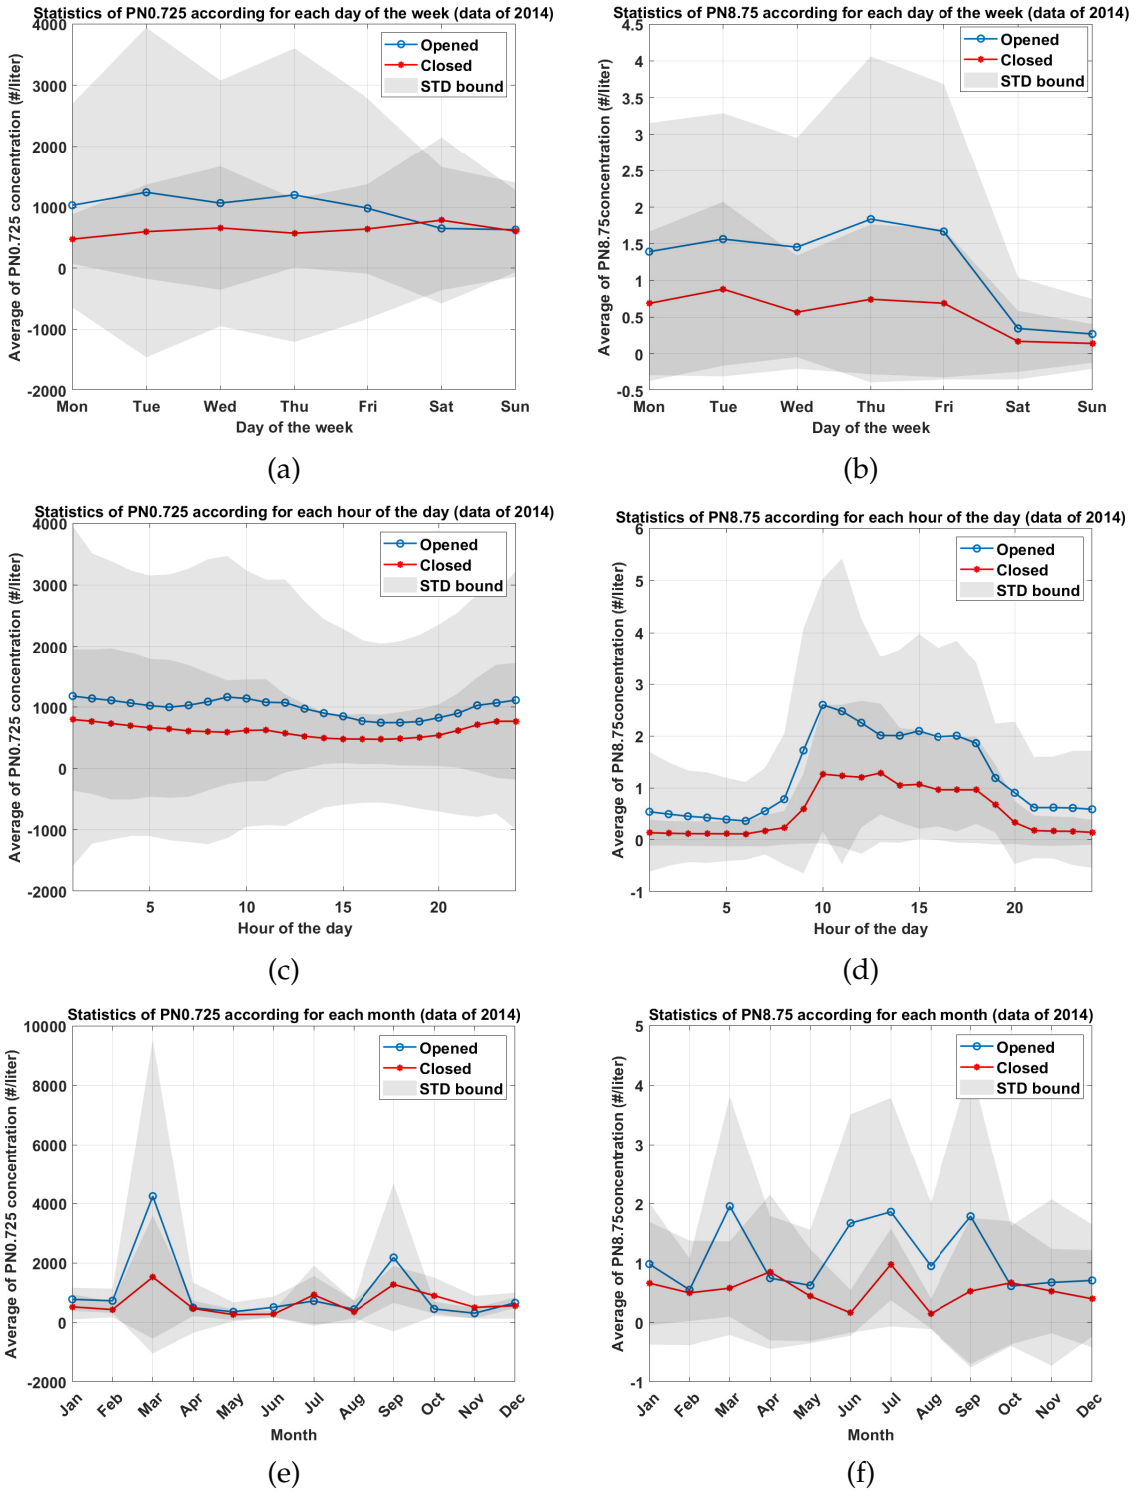 Statistics of PN0.725 according for each day of the week (data of 2014)
Average of PN0.725 concentration (#/liter)
4000
3000
2000
1000
0
-1000
-2000
Opened
Closed
STD bound
Mon Tue Wed Thu Fri Sat Sun
Day of the week
(a)
Statistics of PN8.75 according for each day of the week (data of 2014)
Average of PN8.75concentration (#/liter)
4.5
4
3.5
3
2.5
2
1.5
1
0.5
0
-0.5
Opened
Closed
STD bound
Mon Tue Wed Thu Fri Sat Sun
Day of the week
(b)
Statistics of PN0.725 according for each hour of the day (data of 2014)
Average of PN0.725 concentration (#/liter)
4000
3000
2000
1000
0
-1000
-2000
Opened
Closed
STD bound
5 10 15 20
Hour of the day
(c)
Statistics of PN8.75 according for each hour of the day (data of 2014)
Average of PN8.75concentration (#/liter)
6
5
4
3
2
1
0
-1
Opened
Closed
STD bound
5 10 15 20
Hour of the day
(d)
Statistics of PN0.725 according for each month (data of 2014)
Average of PN0.725 concentration (#/liter)
10000
8000
6000
4000
2000
0
-2000
Opened
Closed
STD bound
Jan Feb Mar Apr May Jun Jul Aug Sep Oct Nov Dec
Month
(e)
Statistics of PN8.75 according for each month (data of 2014)
Average of PN8.75concentration (#/liter)
5
4
3
2
1
0
-1
Opened
Closed
STD bound
Jan Feb Mar Apr May Jun Jul Aug Sep Oct Nov Dec
Month
(f)